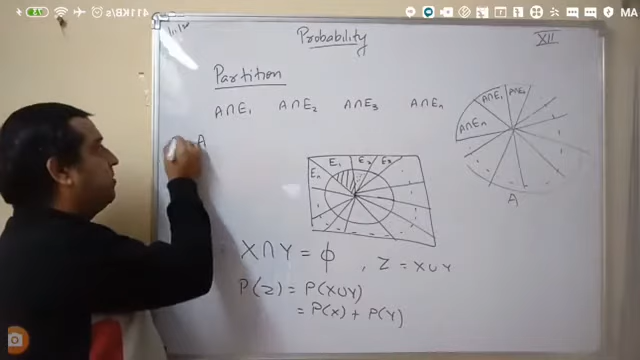 Probability
XII
Partition
A∩E₁ A∩E₂ A∩E₃ A∩Eₙ
A∩Eₙ A∩E₁ A∩E₂
A
A
Eₙ E₁ E₂ E₃
X∩Y = ϕ , Z = X∪Y
P(Z) = P(X∪Y)
= P(X) + P(Y)